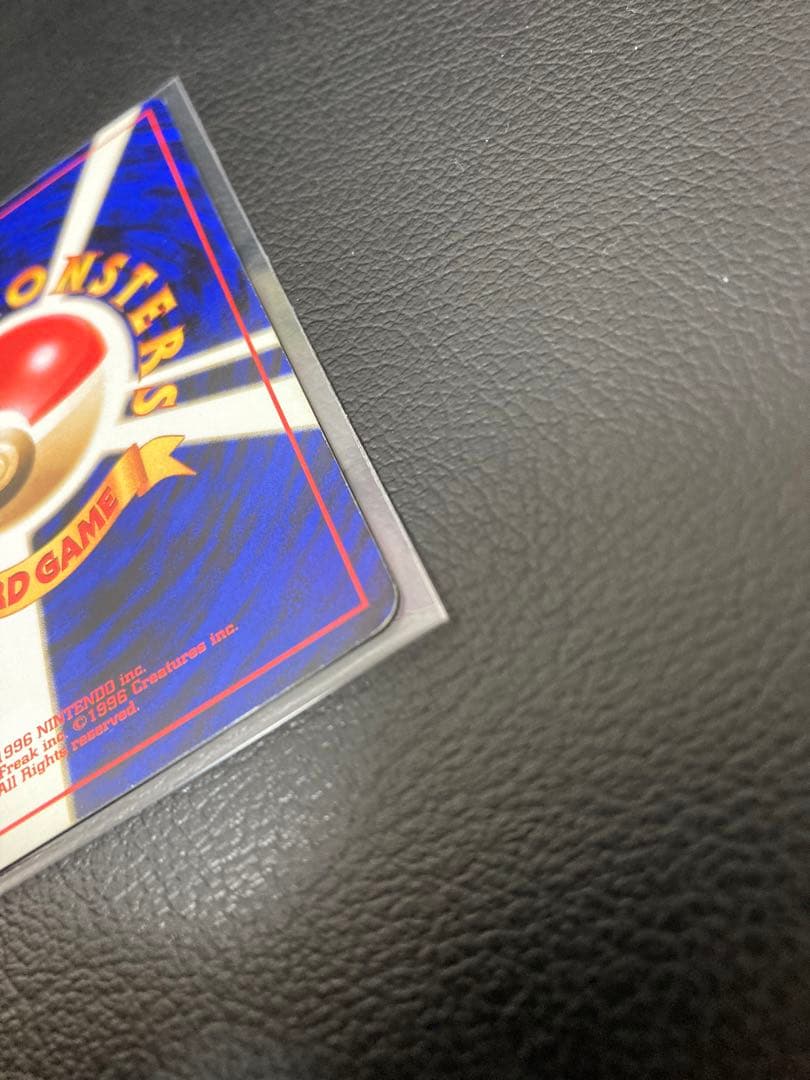 ONSTERS
RD GAME
1996 NINTENDO inc.
Freak inc. ©1996 Creatures inc.
All Rights reserved.